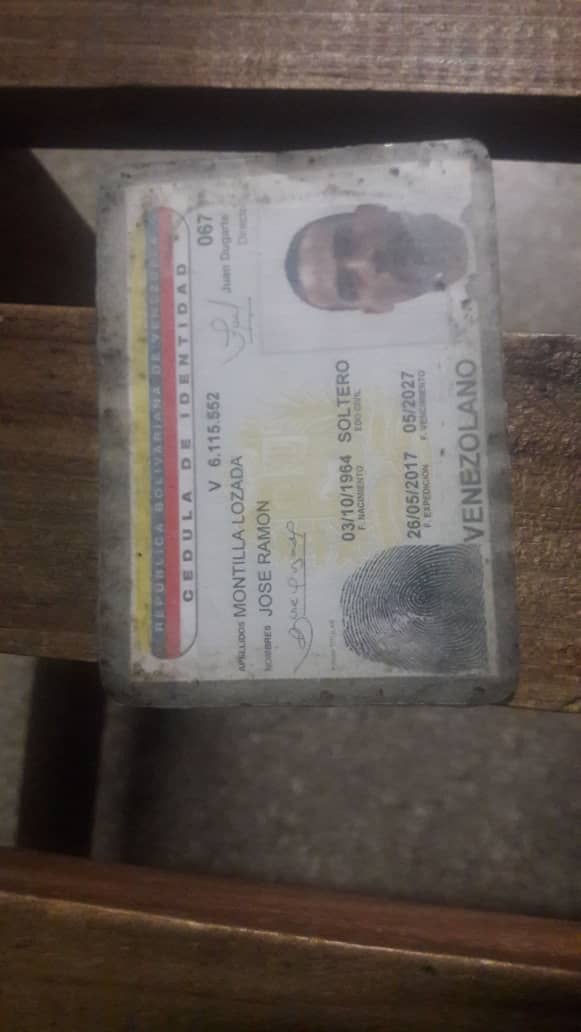 REPÚBLICA BOLIVARIANA DE VENEZUELA
CEDULA DE IDENTIDAD
V 6.115.552
067
Juan Dugarte
Director
APELLIDOS MONTILLA LOZADA
NOMBRES JOSE RAMON
FIRMA TITULAR
03/10/1964 SOLTERO
F. NACIMIENTO EDO CIVIL
26/05/2017 05/2027
F. EXPEDICION F. VENCIMIENTO
VENEZOLANO